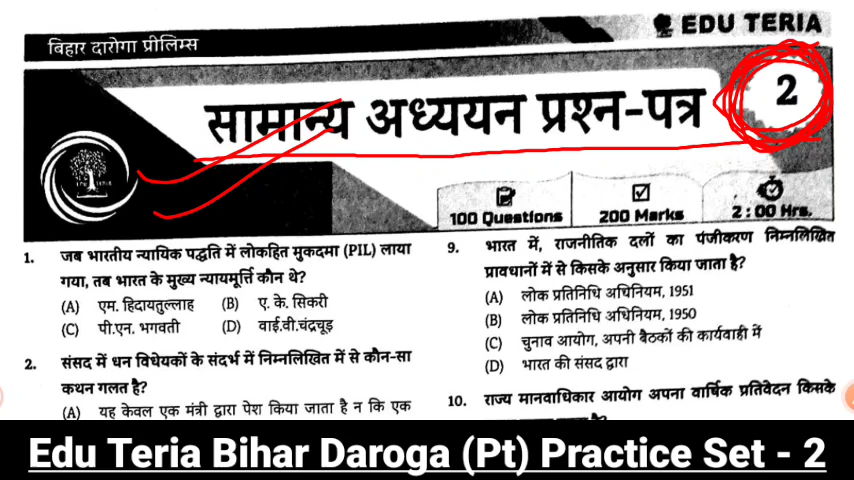 EDU TERIA
बिहार दारोगा प्रीलिम्स
सामान्य अध्ययन प्रश्न-पत्र
2
100 Questions
200 Marks
2:00 Hrs.
1. जब भारतीय न्यायिक पद्धति में लोकहित मुकदमा (PIL) लाया
गया, तब भारत के मुख्य न्यायमूर्त्ति कौन थे?
(A) एम. हिदायतुल्लाह (B) ए. के. सिकरी
(C) पी.एन. भगवती (D) वाई.वी.चंद्रचूड़
2. संसद में धन विधेयकों के संदर्भ में निम्नलिखित में से कौन-सा
कथन गलत है?
(A) यह केवल एक मंत्री द्वारा पेश किया जाता है न कि एक
9. भारत में, राजनीतिक दलों का पंजीकरण निम्नलिखित
प्रावधानों में से किसके अनुसार किया जाता है?
(A) लोक प्रतिनिधि अधिनियम, 1951
(B) लोक प्रतिनिधि अधिनियम, 1950
(C) चुनाव आयोग, अपनी बैठकों की कार्यवाही में
(D) भारत की संसद द्वारा
10. राज्य मानवाधिकार आयोग अपना वार्षिक प्रतिवेदन किसके
Edu Teria Bihar Daroga (Pt) Practice Set - 2